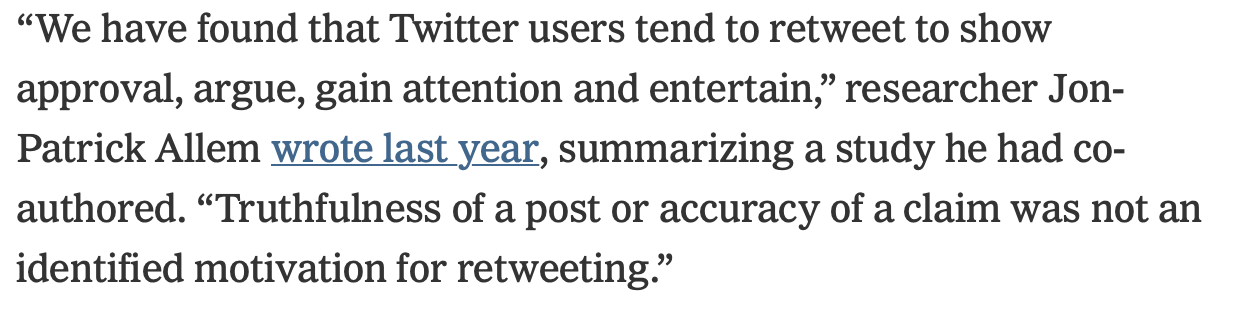 “We have found that Twitter users tend to retweet to show
approval, argue, gain attention and entertain,” researcher Jon-
Patrick Allem wrote last year, summarizing a study he had co-
authored. “Truthfulness of a post or accuracy of a claim was not an
identified motivation for retweeting.”